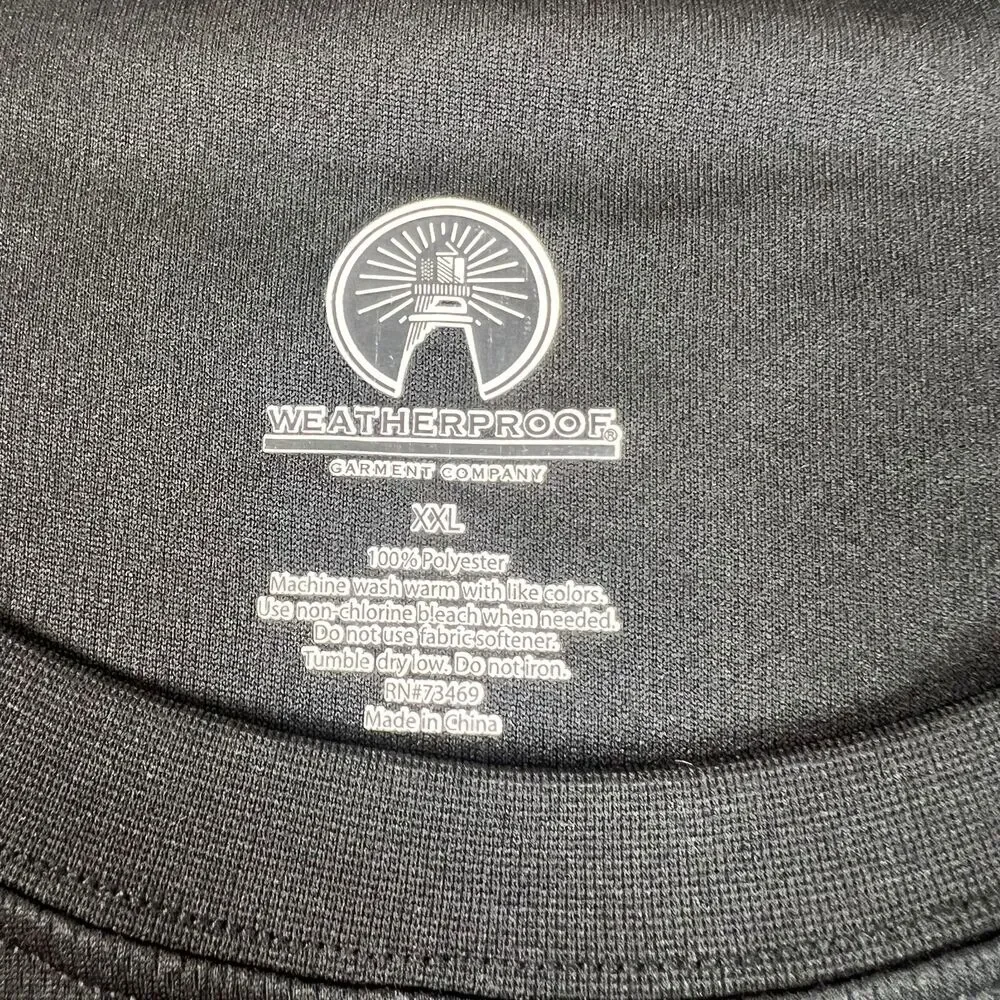 WEATHERPROOF®
GARMENT COMPANY
XXL
100% Polyester
Machine wash warm with like colors.
Use non-chlorine bleach when needed.
Do not use fabric softener.
Tumble dry low. Do not iron.
RN#73469
Made in China